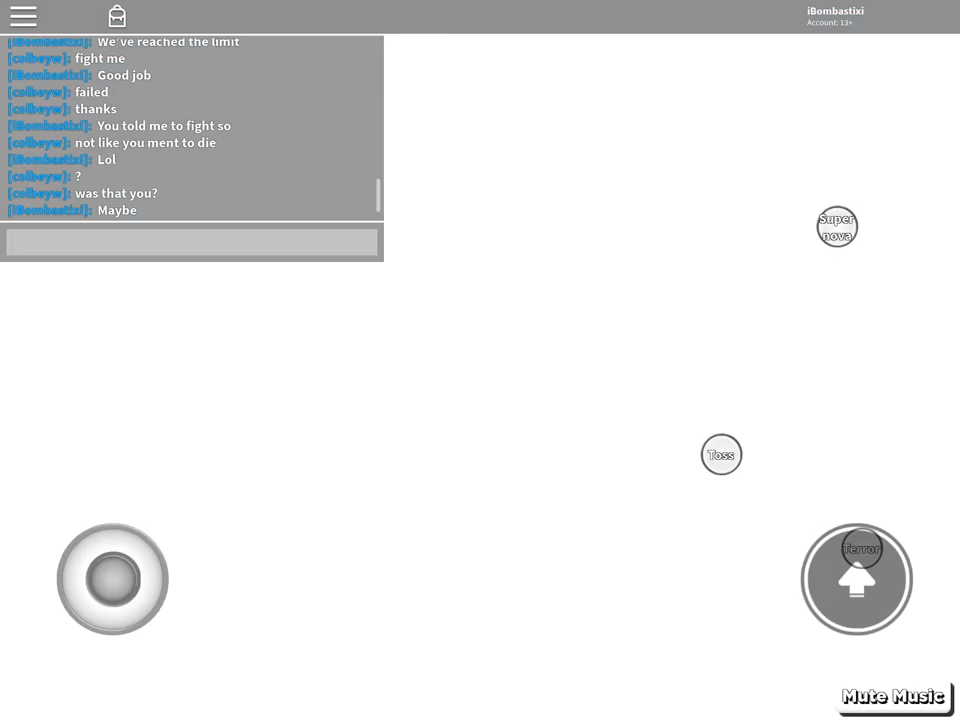 iBombastixi
Account: 13+
[iBombastixi]: We've reached the limit
[colbeyw]: fight me
[iBombastixi]: Good job
[colbeyw]: failed
[colbeyw]: thanks
[iBombastixi]: You told me to fight so
[colbeyw]: not like you ment to die
[iBombastixi]: Lol
[colbeyw]: ?
[colbeyw]: was that you?
[iBombastixi]: Maybe
Super
nova
Toss
Terror
Mute Music